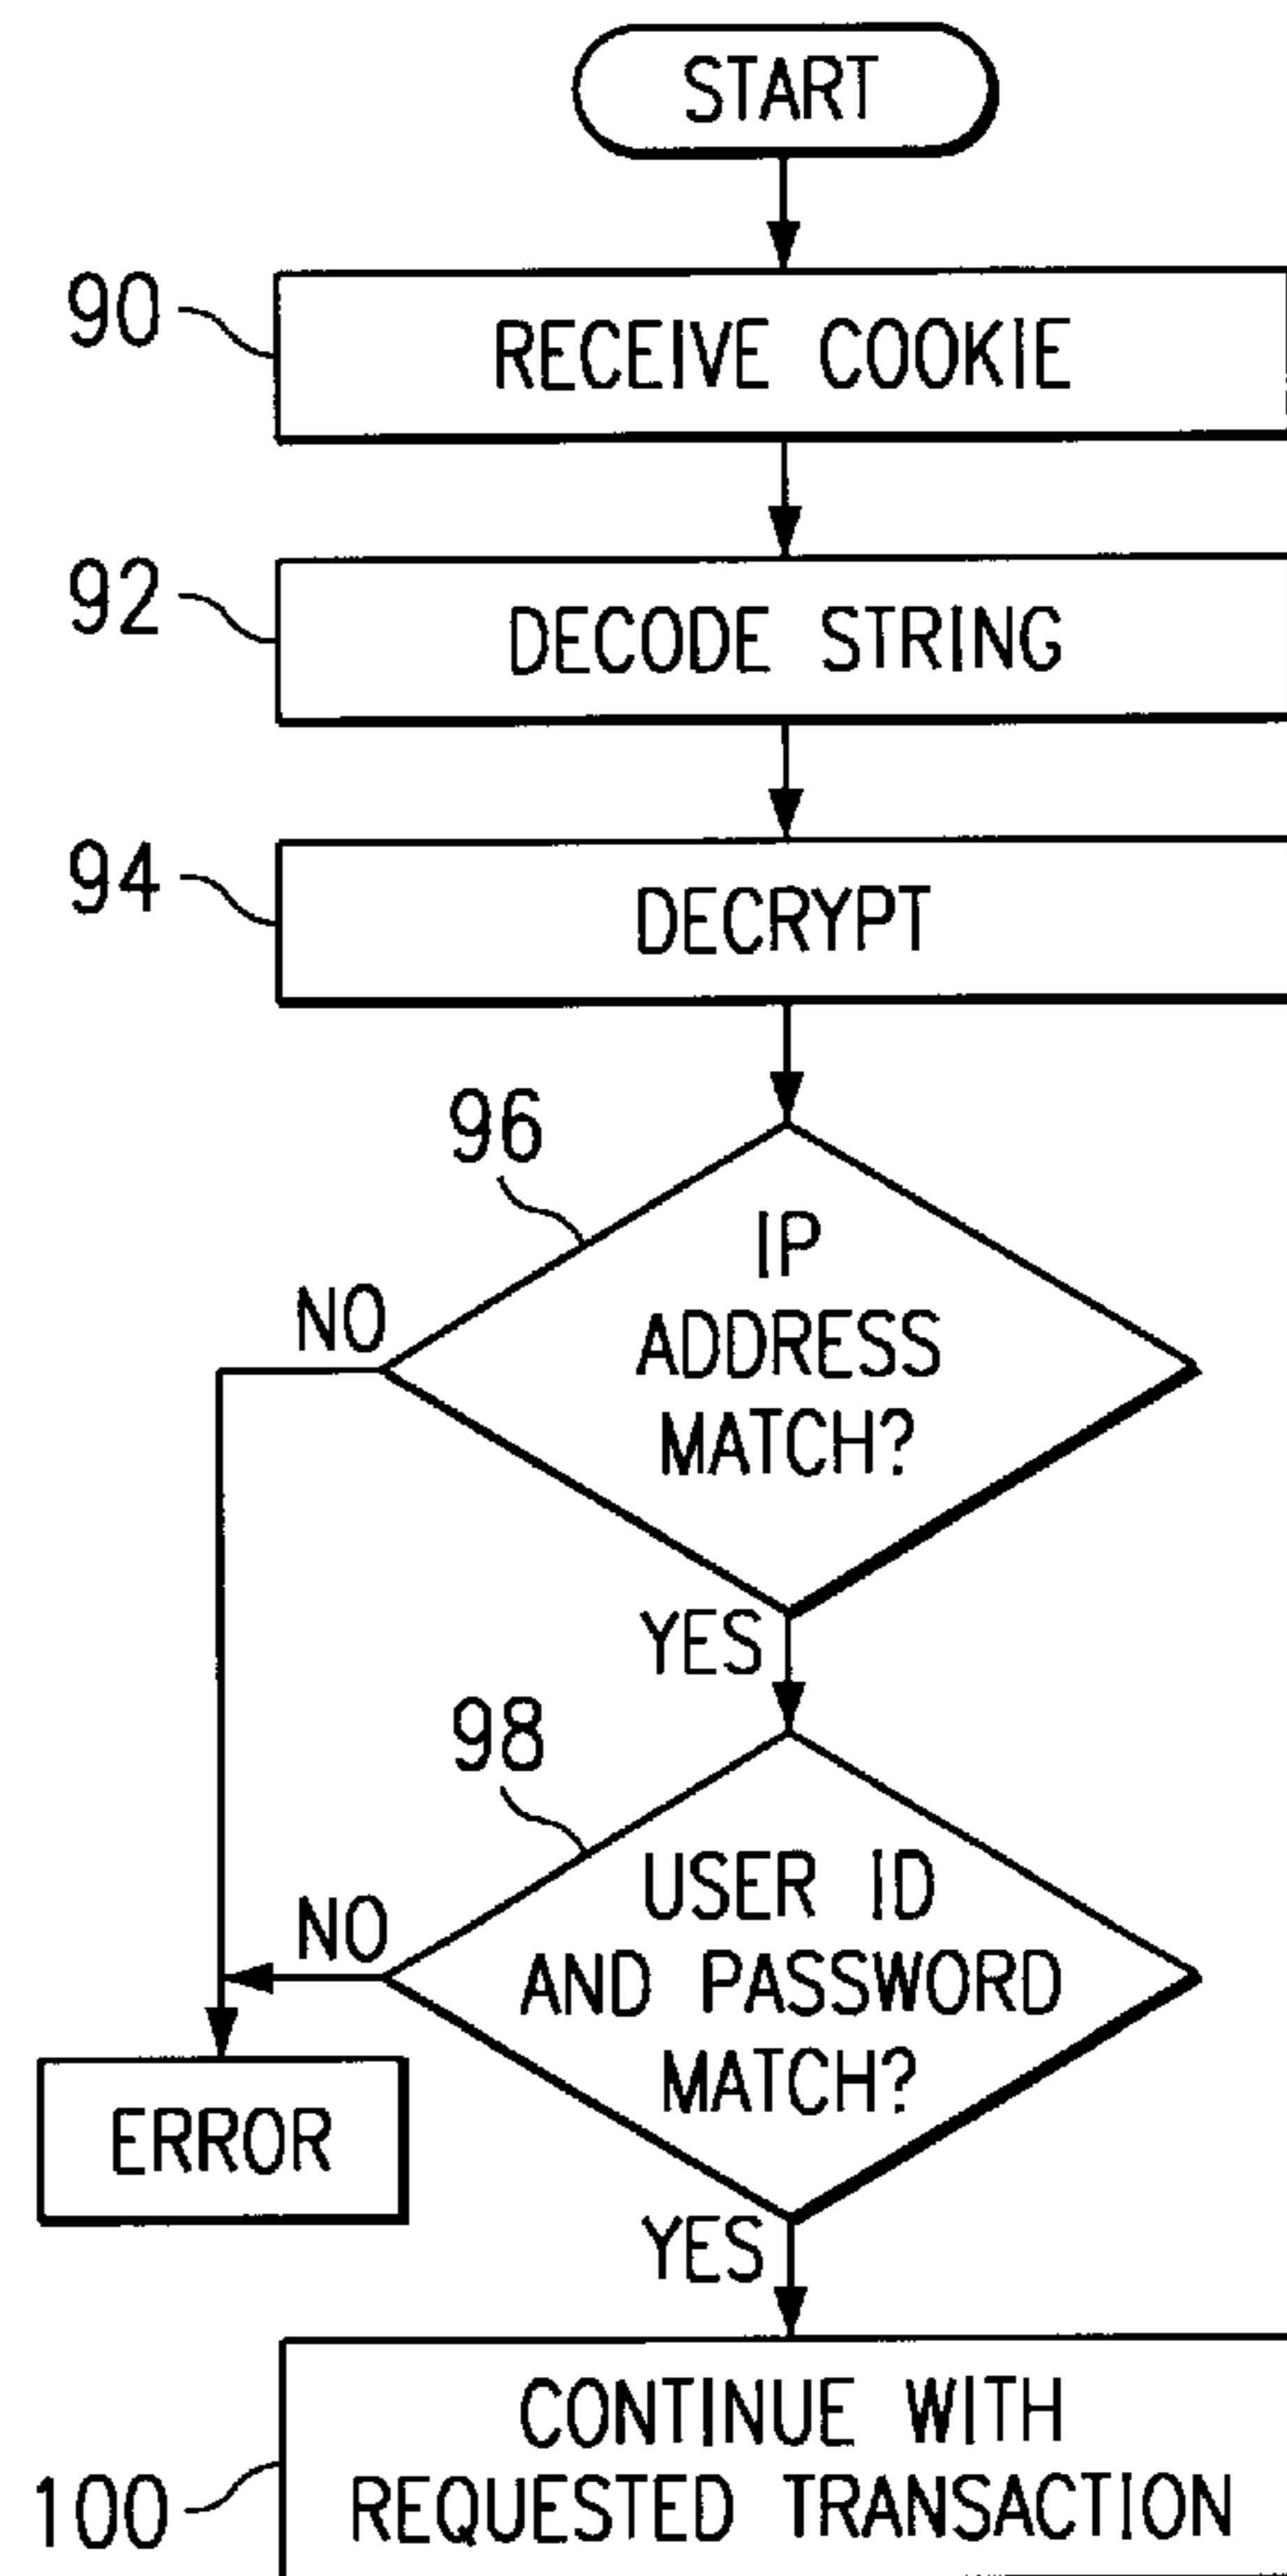 START
90
RECEIVE COOKIE
92
DECODE STRING
94
DECRYPT
96
IP
ADDRESS
MATCH?
NO
YES
98
USER ID
AND PASSWORD
MATCH?
NO
ERROR
YES
CONTINUE WITH
100
REQUESTED TRANSACTION